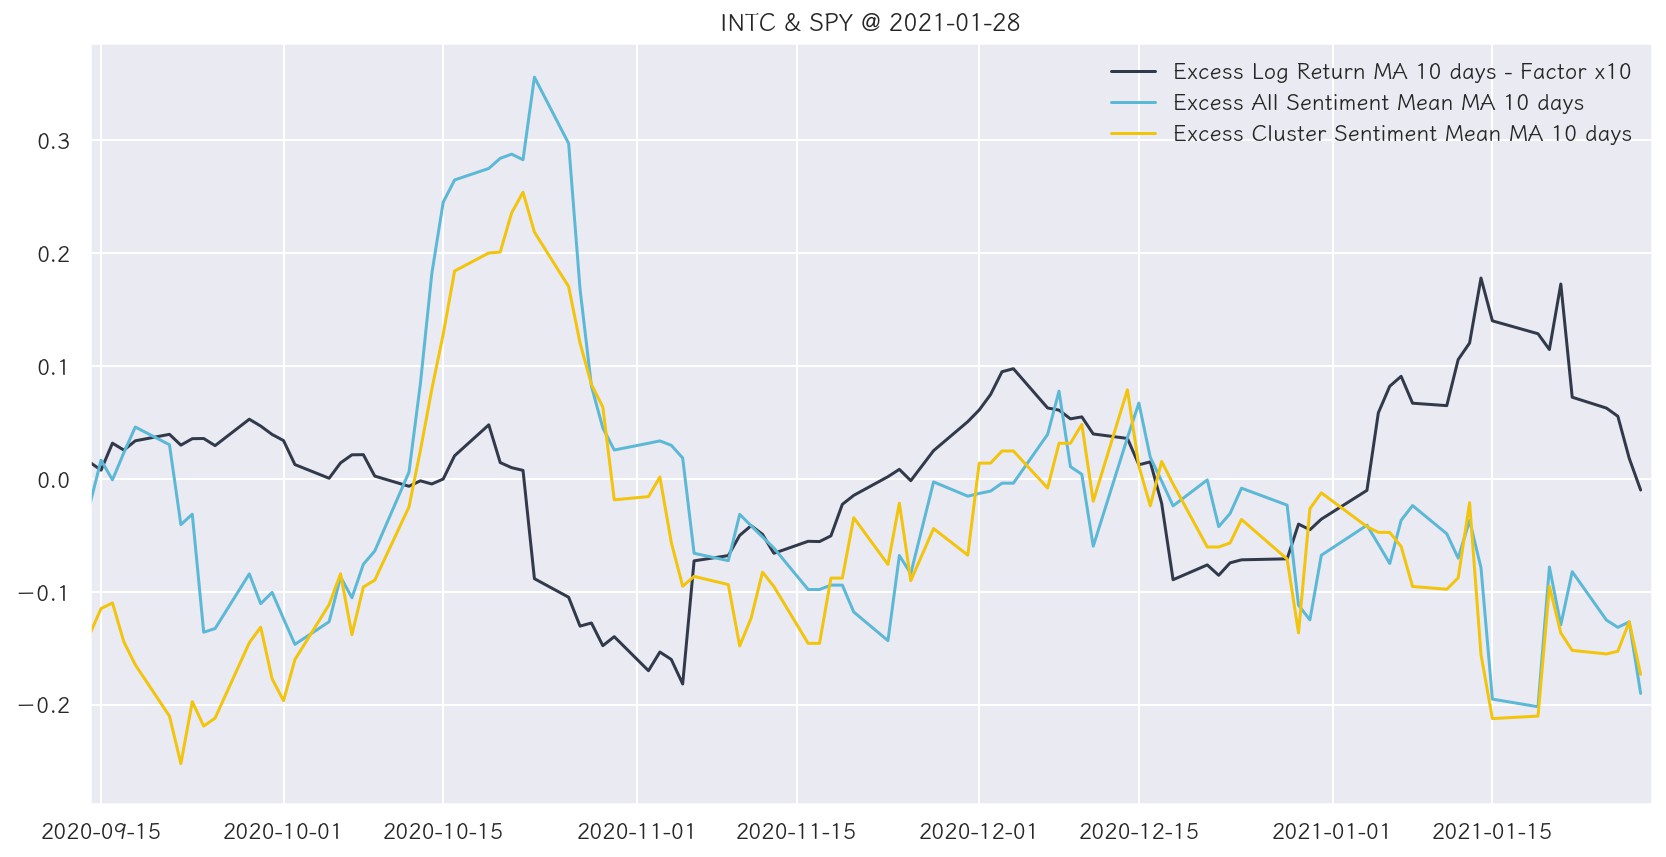 INTC & SPY @ 2021-01-28
Excess Log Return MA 10 days - Factor x10
Excess All Sentiment Mean MA 10 days
Excess Cluster Sentiment Mean MA 10 days
0.3
0.2
0.1
0.0
−0.1
−0.2
2020-09-15 2020-10-01 2020-10-15 2020-11-01 2020-11-15 2020-12-01 2020-12-15 2021-01-01 2021-01-15